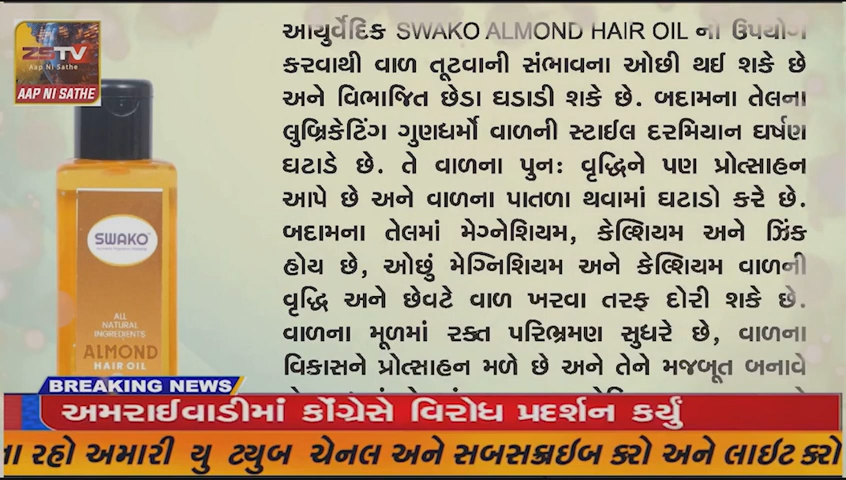 ZSTV
Aap Ni Sathe
AAP NI SATHE
આયુર્વેદિક SWAKO ALMOND HAIR OIL નો ઉપયોગ
કરવાથી વાળ તૂટવાની સંભાવના ઓછી થઈ શકે છે
અને વિભાજિત છેડા ઘડાડી શકે છે. બદામના તેલના
લુબ્રિકેટિંગ ગુણધર્મો વાળની સ્ટાઈલ દરમિયાન ઘર્ષણ
ઘટાડે છે. તે વાળના પુનઃ વૃદ્ધિને પણ પ્રોત્સાહન
આપે છે અને વાળના પાતળા થવામાં ઘટાડો કરે છે.
બદામના તેલમાં મેગ્નેશિયમ, કેલ્શિયમ અને ઝિંક
હોય છે, ઓછું મેગ્નિશિયમ અને કેલ્શિયમ વાળની
વૃદ્ધિ અને છેવટે વાળ ખરવા તરફ દોરી શકે છે.
વાળના મૂળમાં રક્ત પરિભ્રમણ સુધરે છે, વાળના
વિકાસને પ્રોત્સાહન મળે છે અને તેને મજબૂત બનાવે
SWAKO
ALL
NATURAL
INGREDIENTS
ALMOND
HAIR OIL
BREAKING NEWS
અમરાઈવાડીમાં કોંગ્રેસે વિરોધ પ્રદર્શન કર્યું
તા રહો અમારી યુ ટ્યુબ ચેનલ અને સબસક્રાઇબ કરો અને લાઈટ કરો